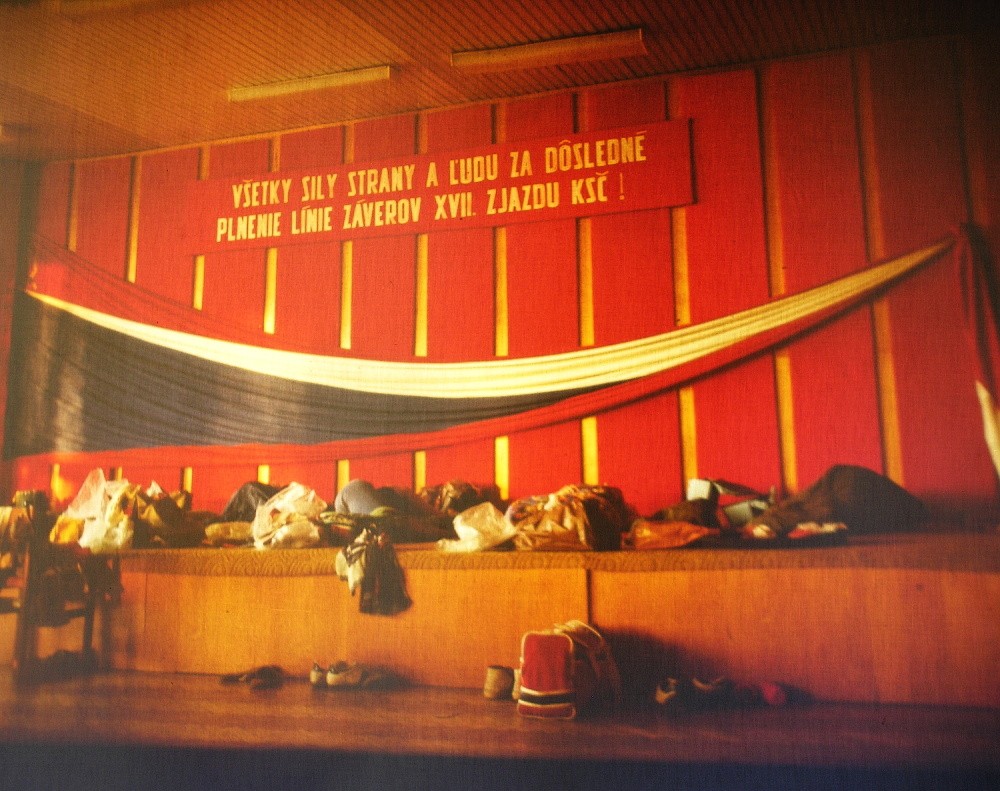 VŠETKY SILY STRANY A ĽUDU ZA DÔSLEDNÉ
PLNENIE LÍNIE ZÁVEROV XVII. ZJAZDU KSČ !